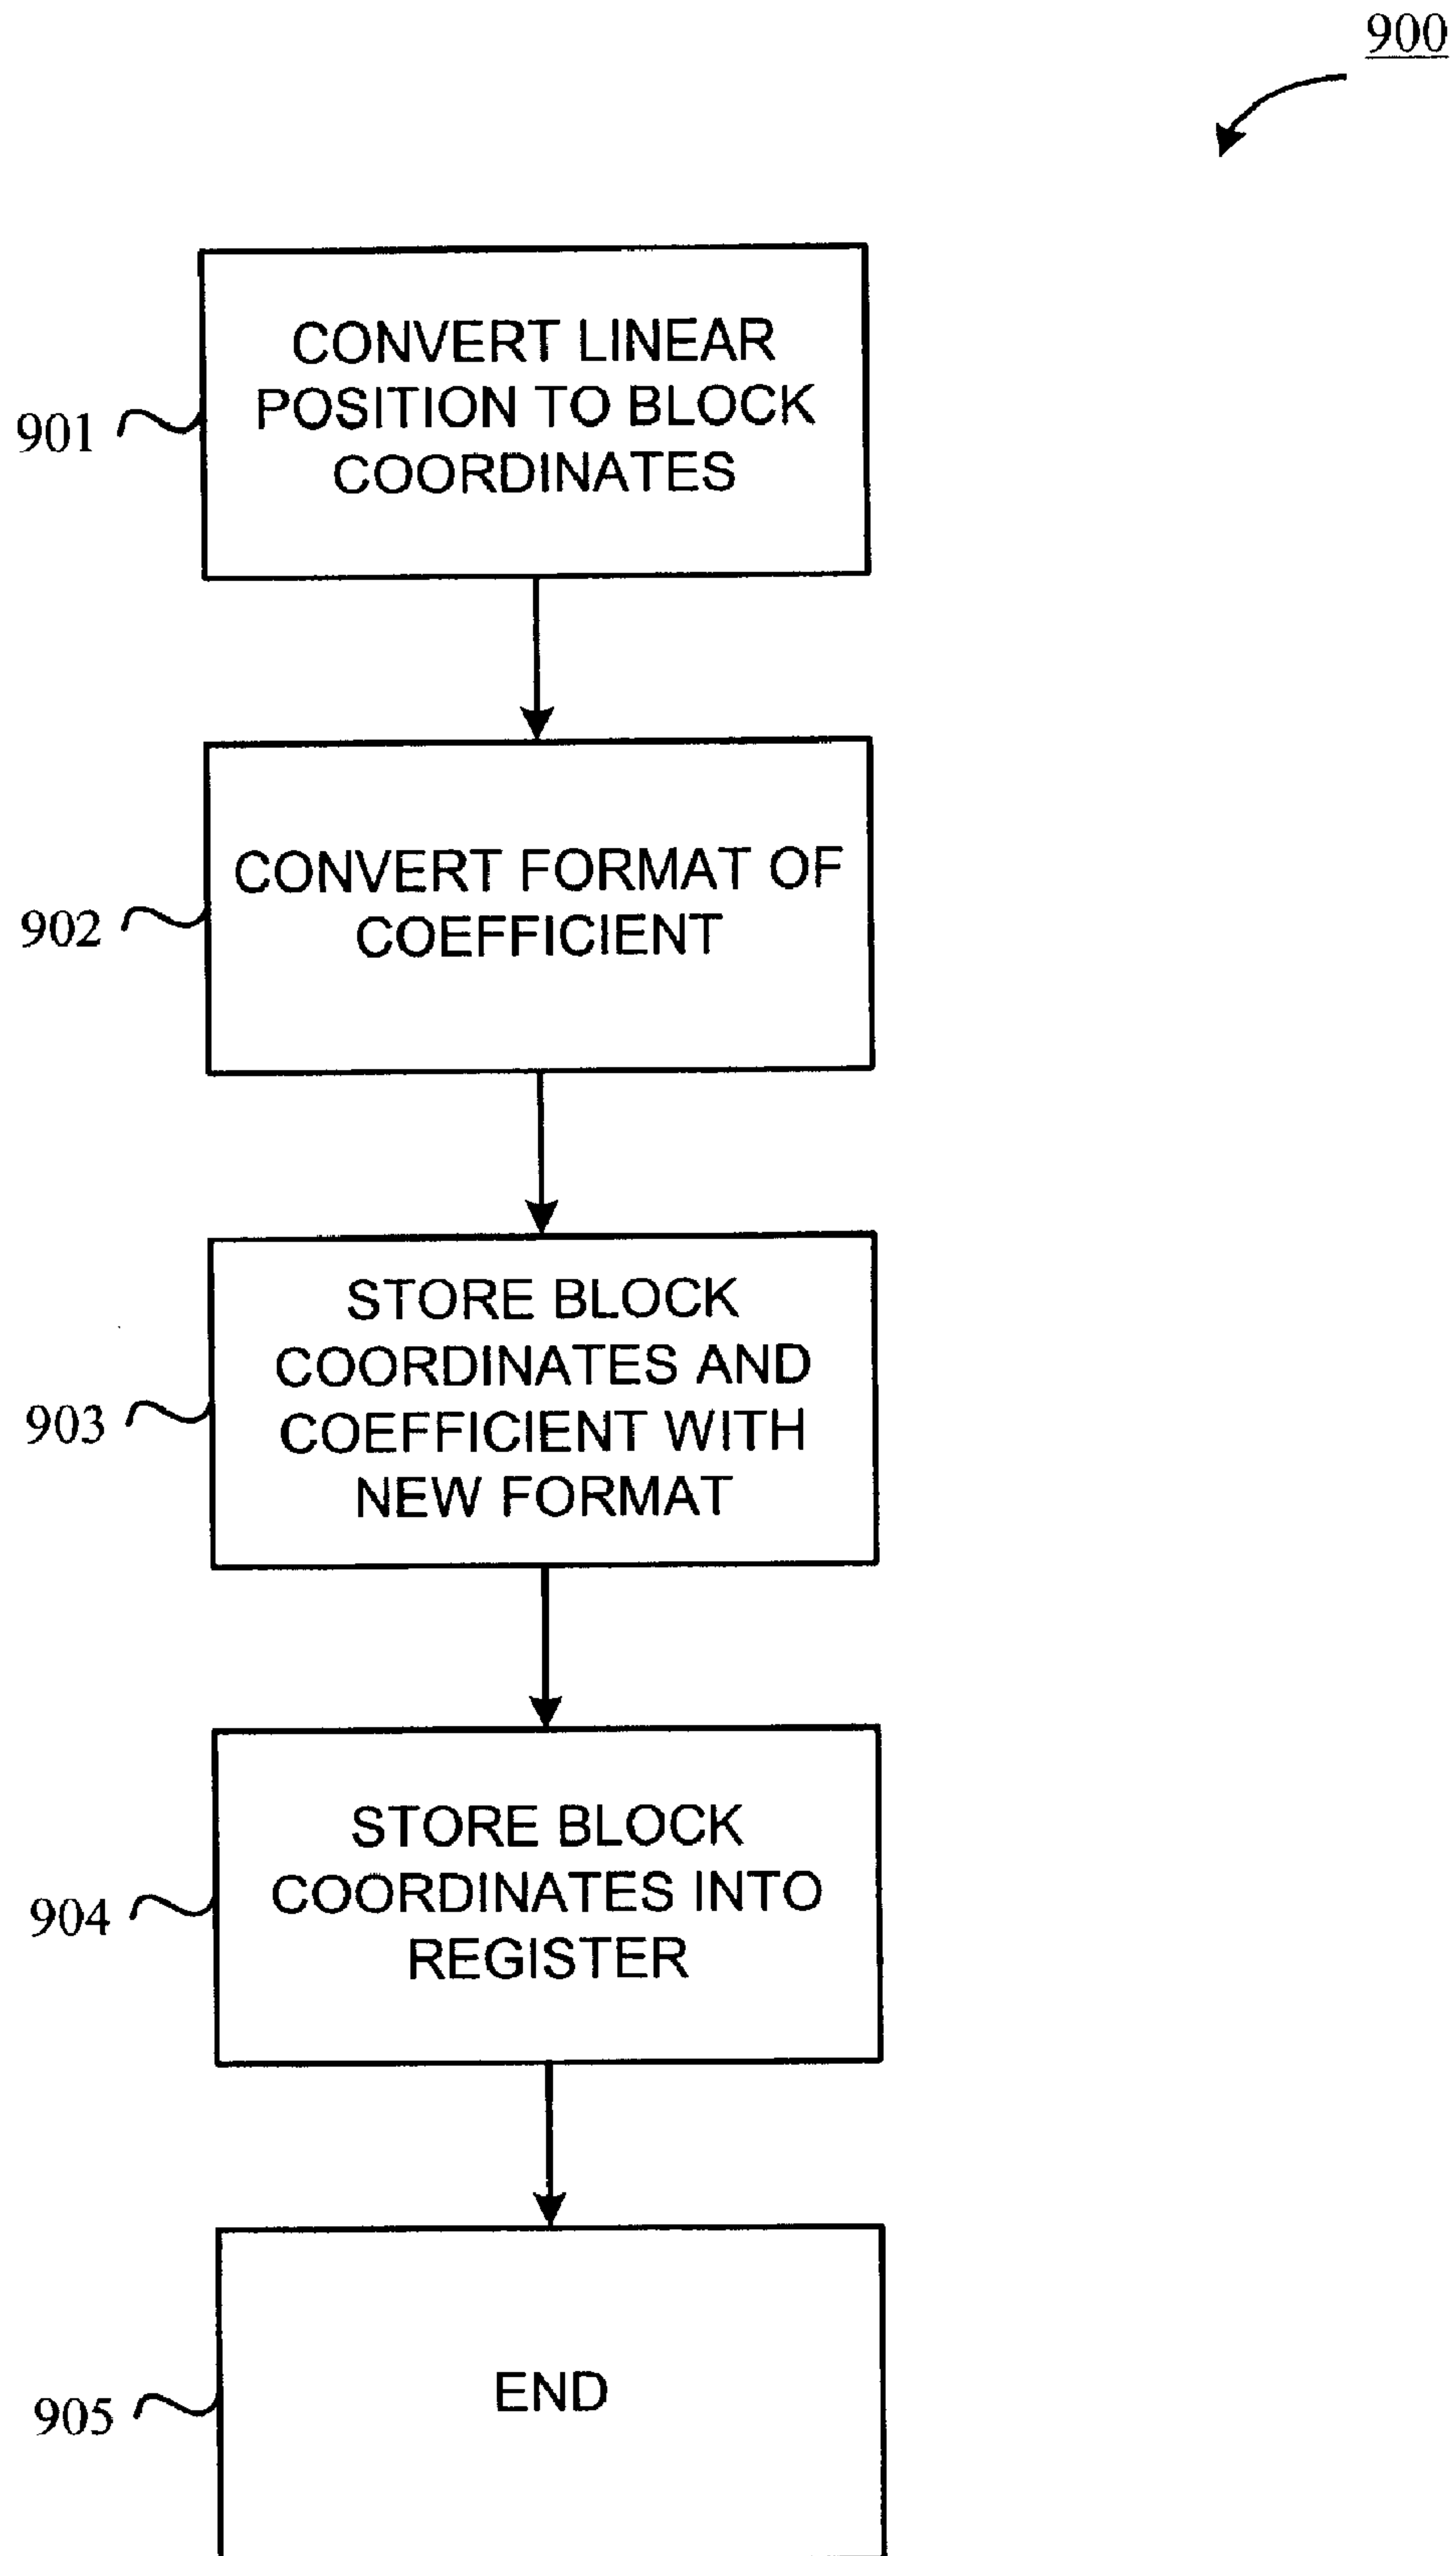 900
CONVERT LINEAR
POSITION TO BLOCK
COORDINATES
901
CONVERT FORMAT OF
COEFFICIENT
902
STORE BLOCK
COORDINATES AND
COEFFICIENT WITH
NEW FORMAT
903
STORE BLOCK
COORDINATES INTO
REGISTER
904
END
905